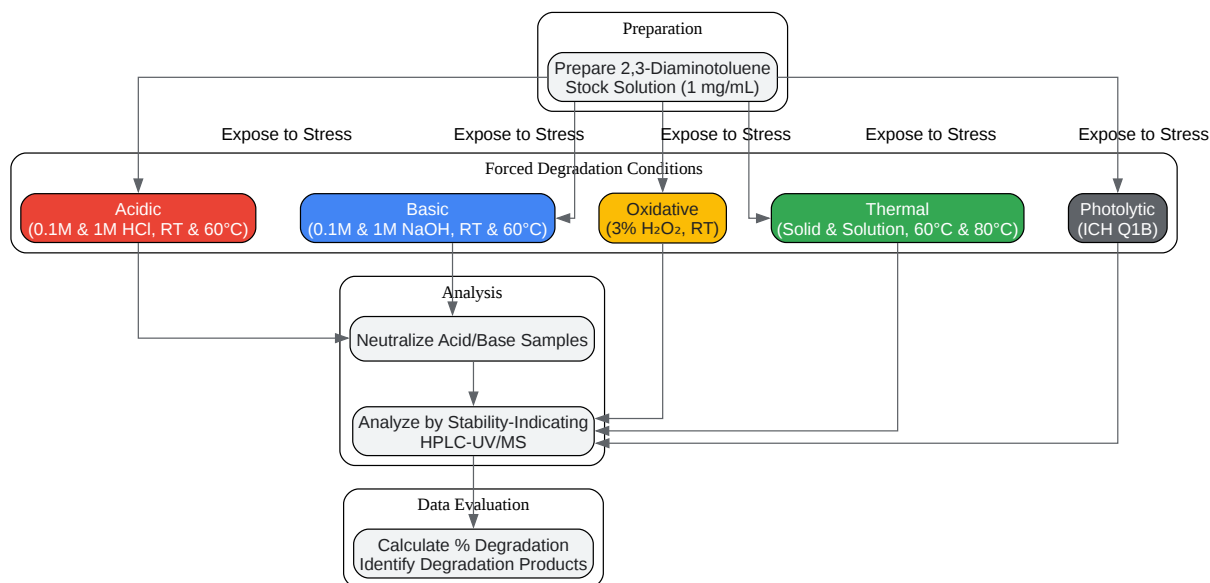 Preparation
Prepare 2,3-Diaminotoluene
Stock Solution (1 mg/mL)
Expose to Stress
Expose to Stress
Expose to Stress
Expose to Stress
Expose to Stress
Forced Degradation Conditions
Acidic
(0.1M & 1M HCl, RT & 60°C)
Basic
(0.1M & 1M NaOH, RT & 60°C)
Oxidative
(3% H₂O₂, RT)
Thermal
(Solid & Solution, 60°C & 80°C)
Photolytic
(ICH Q1B)
Analysis
Neutralize Acid/Base Samples
Analyze by Stability-Indicating
HPLC-UV/MS
Data Evaluation
Calculate % Degradation
Identify Degradation Products